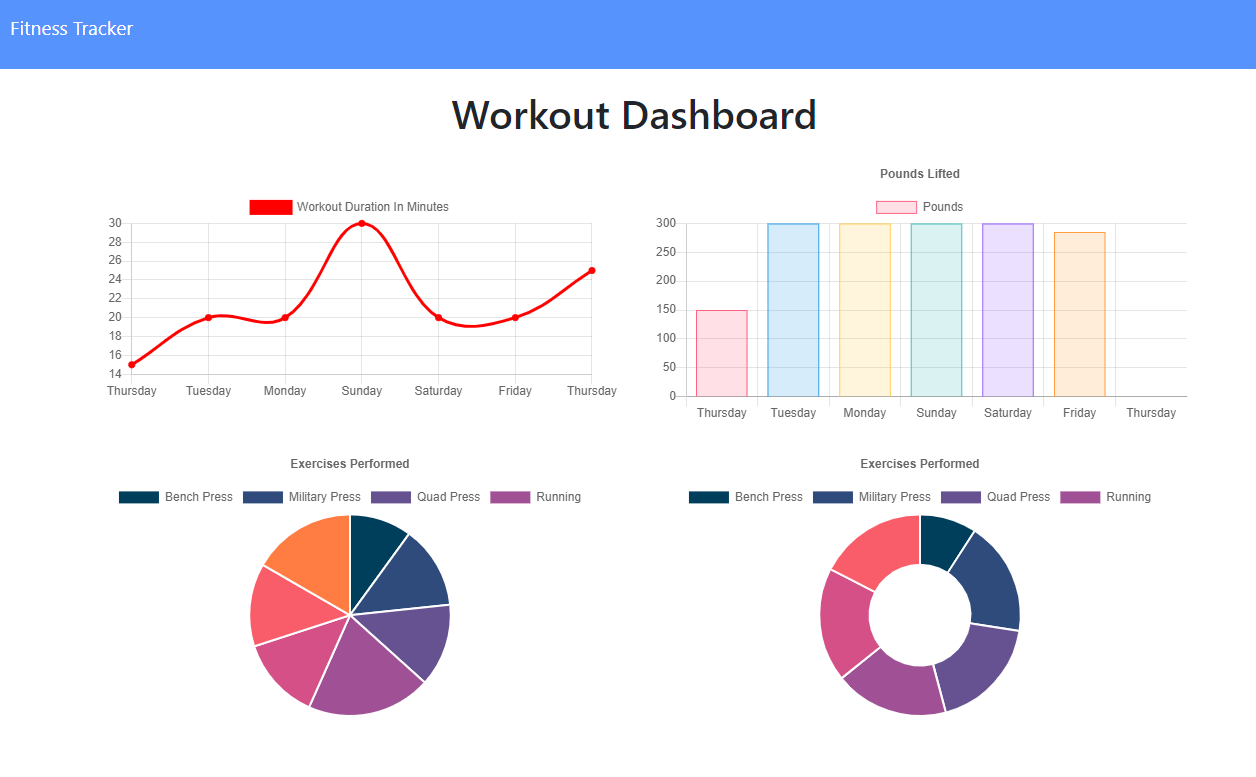 Fitness Tracker
Workout Dashboard
Workout Duration In Minutes
30
28
26
24
22
20
18
16
14
Thursday Tuesday Monday Sunday Saturday Friday Thursday
Pounds Lifted
Pounds
300
250
200
150
100
50
0
Thursday Tuesday Monday Sunday Saturday Friday Thursday
Exercises Performed
Bench Press Military Press Quad Press Running
Exercises Performed
Bench Press Military Press Quad Press Running